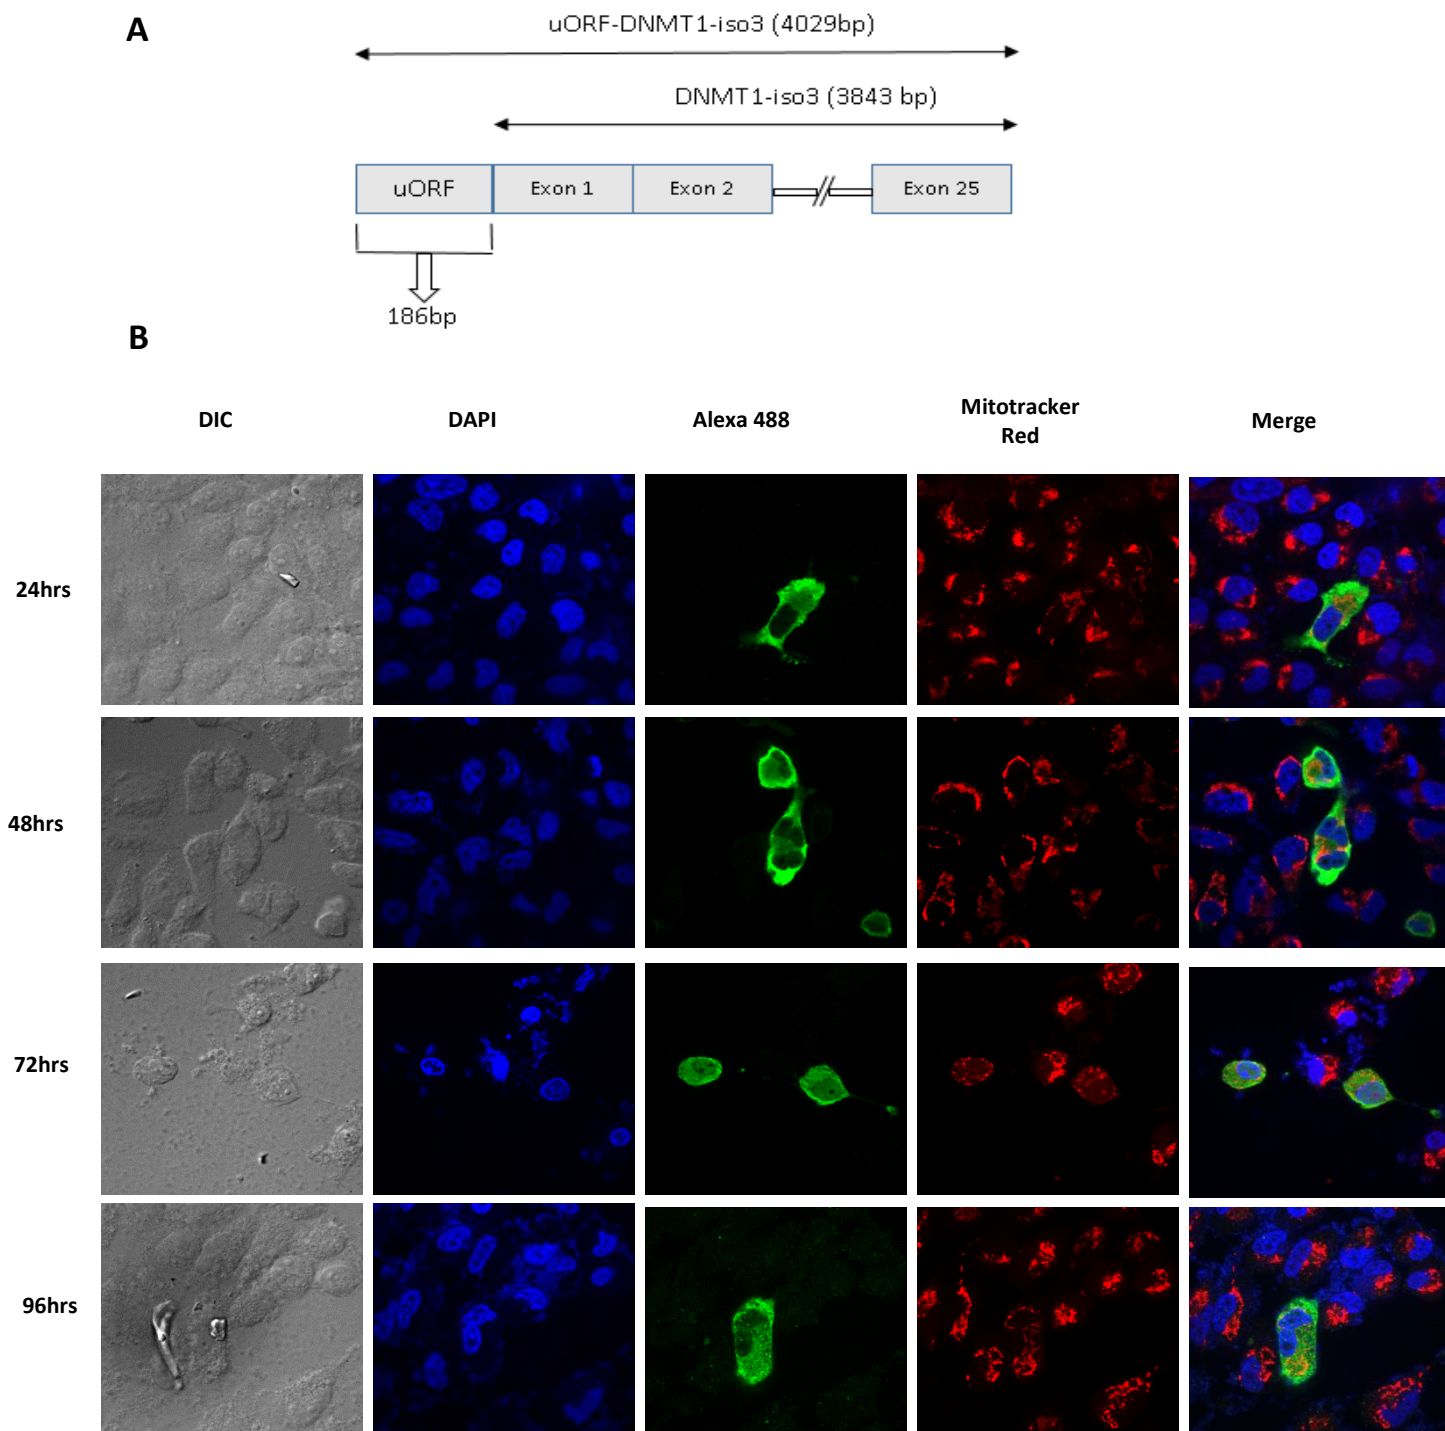 A
uORF-DNMT1-iso3 (4029bp)
DNMT1-iso3 (3843 bp)
uORF
Exon 1
Exon 2
Exon 25
186bp
B
DIC
DAPI
Alexa 488
Mitotracker
Red
Merge
24hrs
48hrs
72hrs
96hrs